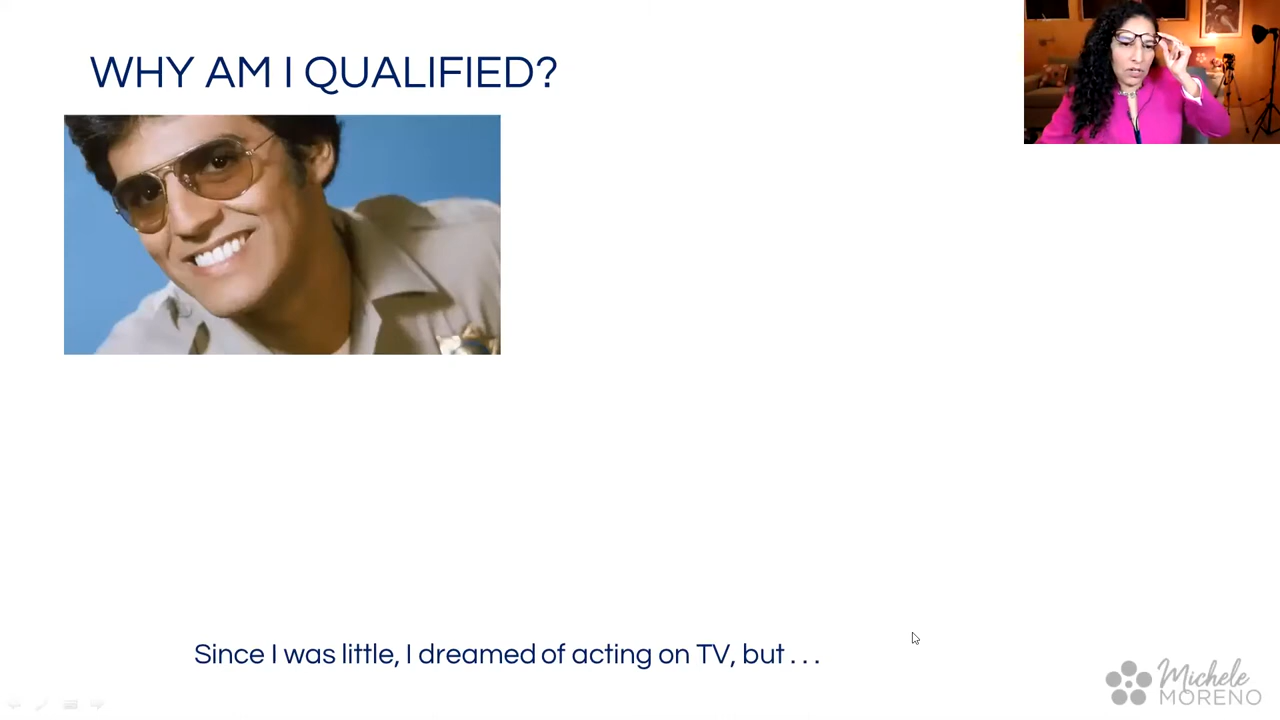 WHY AM I QUALIFIED?
Since I was little, I dreamed of acting on TV, but . . .
Michele
MORENO